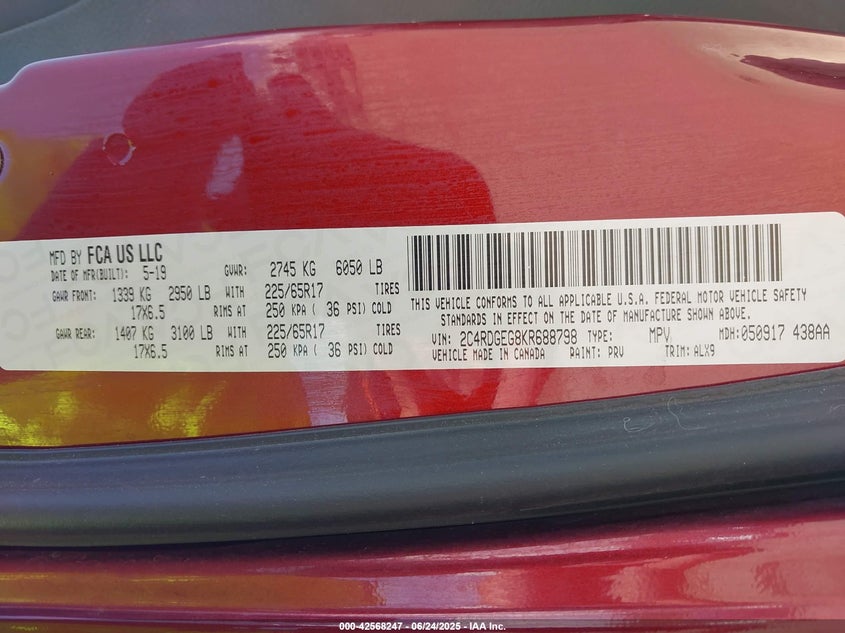 MFD BY FCA US LLC
DATE OF MFR(BUILT): 5-19 GVWR: 2745 KG 6050 LB
GAWR FRONT: 1339 KG 2950 LB WITH 225/65R17 TIRES
17X6.5 RIMS AT 250 KPA ( 36 PSI) COLD
GAWR REAR: 1407 KG 3100 LB WITH 225/65R17 TIRES
17X6.5 RIMS AT 250 KPA ( 36 PSI) COLD
THIS VEHICLE CONFORMS TO ALL APPLICABLE U.S.A. FEDERAL MOTOR VEHICLE SAFETY
STANDARDS IN EFFECT ON THE DATE OF MANUFACTURE SHOWN ABOVE.
VIN: 2C4RDGEG8KR688798 TYPE: MPV MDH:050917 438AA
VEHICLE MADE IN CANADA PAINT: PRV TRIM: ALX9
000-42568247 - 06/24/2025 - IAA Inc.